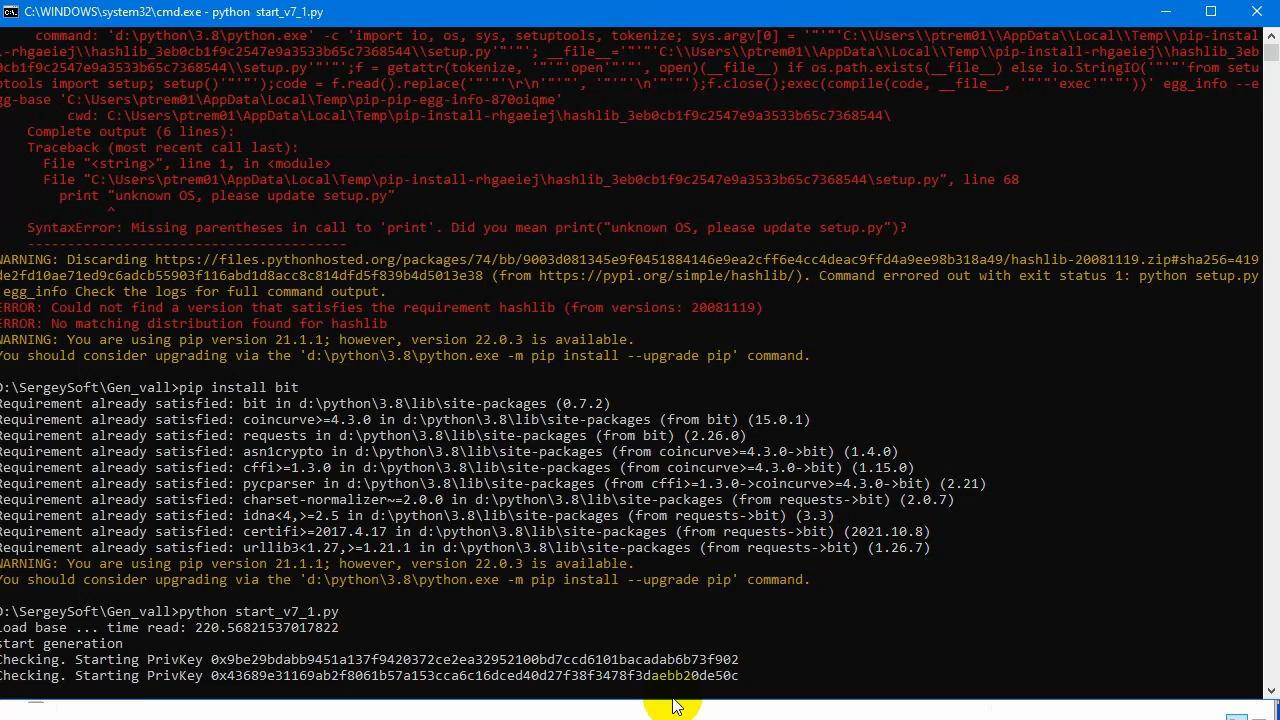 C:\WINDOWS\system32\cmd.exe - python start_v7_1.py
command: 'd:\python\3.8\python.exe' -c 'import io, os, sys, setuptools, tokenize; sys.argv[0] = '"'"'C:\\Users\\ptrem01\\AppData\\Local\\Temp\\pip-instal
l-rhgaeiej\\hashlib_3eb0cb1f9c2547e9a3533b65c7368544\\setup.py'"'"'; __file__='"'"'C:\\Users\\ptrem01\\AppData\\Local\\Temp\\pip-install-rhgaeiej\\hashlib_3eb
0cb1f9c2547e9a3533b65c7368544\\setup.py'"'"';f = getattr(tokenize, '"'"'open'"'"', open)(__file__) if os.path.exists(__file__) else io.StringIO('"'"'from setu
ptools import setup; setup()'"'"');code = f.read().replace('"'"'\r\n'"'"', '"'"'\n'"'"');f.close();exec(compile(code, __file__, '"'"'exec'"'"'))' egg_info --e
gg-base 'C:\Users\ptrem01\AppData\Local\Temp\pip-pip-egg-info-870oiqme'
cwd: C:\Users\ptrem01\AppData\Local\Temp\pip-install-rhgaeiej\hashlib_3eb0cb1f9c2547e9a3533b65c7368544\
Complete output (6 lines):
Traceback (most recent call last):
File "<string>", line 1, in <module>
File "C:\Users\ptrem01\AppData\Local\Temp\pip-install-rhgaeiej\hashlib_3eb0cb1f9c2547e9a3533b65c7368544\setup.py", line 68
print "unknown OS, please update setup.py"
^
SyntaxError: Missing parentheses in call to 'print'. Did you mean print("unknown OS, please update setup.py")?
----------------------------------------
WARNING: Discarding https://files.pythonhosted.org/packages/74/bb/9003d081345e9f0451884146e9ea2cff6e4cc4deac9ffd4a9ee98b318a49/hashlib-20081119.zip#sha256=419
de2fd10ae71ed9c6adcb55903f116abd1d8acc8c814dfd5f839b4d5013e38 (from https://pypi.org/simple/hashlib/). Command errored out with exit status 1: python setup.py
egg_info Check the logs for full command output.
ERROR: Could not find a version that satisfies the requirement hashlib (from versions: 20081119)
ERROR: No matching distribution found for hashlib
WARNING: You are using pip version 21.1.1; however, version 22.0.3 is available.
You should consider upgrading via the 'd:\python\3.8\python.exe -m pip install --upgrade pip' command.
D:\SergeySoft\Gen_vall>pip install bit
Requirement already satisfied: bit in d:\python\3.8\lib\site-packages (0.7.2)
Requirement already satisfied: coincurve>=4.3.0 in d:\python\3.8\lib\site-packages (from bit) (15.0.1)
Requirement already satisfied: requests in d:\python\3.8\lib\site-packages (from bit) (2.26.0)
Requirement already satisfied: asn1crypto in d:\python\3.8\lib\site-packages (from coincurve>=4.3.0->bit) (1.4.0)
Requirement already satisfied: cffi>=1.3.0 in d:\python\3.8\lib\site-packages (from coincurve>=4.3.0->bit) (1.15.0)
Requirement already satisfied: pycparser in d:\python\3.8\lib\site-packages (from cffi>=1.3.0->coincurve>=4.3.0->bit) (2.21)
Requirement already satisfied: charset-normalizer~=2.0.0 in d:\python\3.8\lib\site-packages (from requests->bit) (2.0.7)
Requirement already satisfied: idna<4,>=2.5 in d:\python\3.8\lib\site-packages (from requests->bit) (3.3)
Requirement already satisfied: certifi>=2017.4.17 in d:\python\3.8\lib\site-packages (from requests->bit) (2021.10.8)
Requirement already satisfied: urllib3<1.27,>=1.21.1 in d:\python\3.8\lib\site-packages (from requests->bit) (1.26.7)
WARNING: You are using pip version 21.1.1; however, version 22.0.3 is available.
You should consider upgrading via the 'd:\python\3.8\python.exe -m pip install --upgrade pip' command.
D:\SergeySoft\Gen_vall>python start_v7_1.py
Load base ... time read: 220.56821537017822
start generation
Checking. Starting PrivKey 0x9be29bdabb9451a137f9420372ce2ea32952100bd7ccd6101bacadab6b73f902
Checking. Starting PrivKey 0x43689e31169ab2f8061b57a153cca6c16dced40d27f38f3478f3daebb20de50c